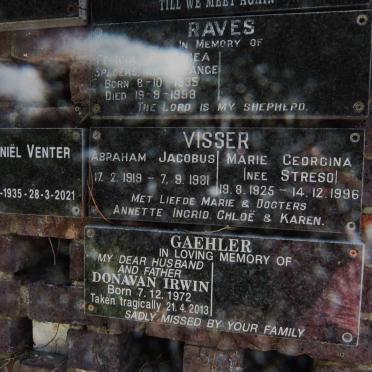 TILL WE MEET AGAIN
RAVES
IN MEMORY OF
BORN 8-10-1935
DIED 19-9-1998
THE LORD IS MY SHEPHERD.
NIËL VENTER
-1935 - 28-3-2021
VISSER
ABRAHAM JACOBUS
17. 2. 1919 - 7. 9. 1981
MARIE GEORGINA
(NEE STRESO)
19. 8. 1925 - 14. 12. 1996
MET LIEFDE MARIE & DOGTERS
ANNETTE INGRID CHLOË & KAREN.
GAEHLER
IN LOVING MEMORY OF
MY DEAR HUSBAND
AND FATHER
DONAVAN IRWIN
Born 7. 12. 1972
Taken tragically 21. 4. 2013
SADLY MISSED BY YOUR FAMILY